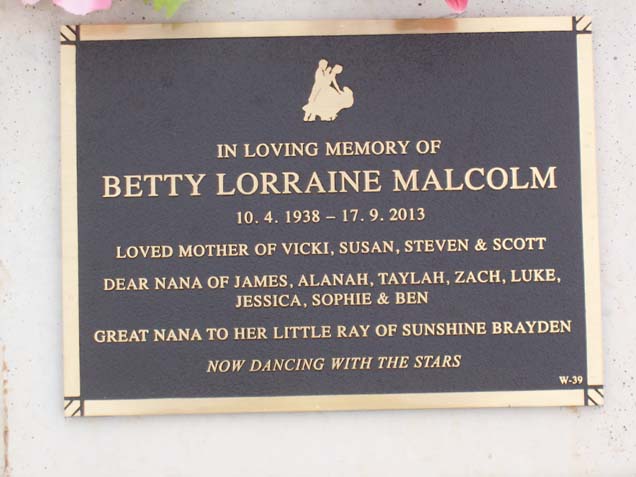 IN LOVING MEMORY OF
BETTY LORRAINE MALCOLM
10. 4. 1938 – 17. 9. 2013
LOVED MOTHER OF VICKI, SUSAN, STEVEN & SCOTT
DEAR NANA OF JAMES, ALANAH, TAYLAH, ZACH, LUKE,
JESSICA, SOPHIE & BEN
GREAT NANA TO HER LITTLE RAY OF SUNSHINE BRAYDEN
NOW DANCING WITH THE STARS
W-39